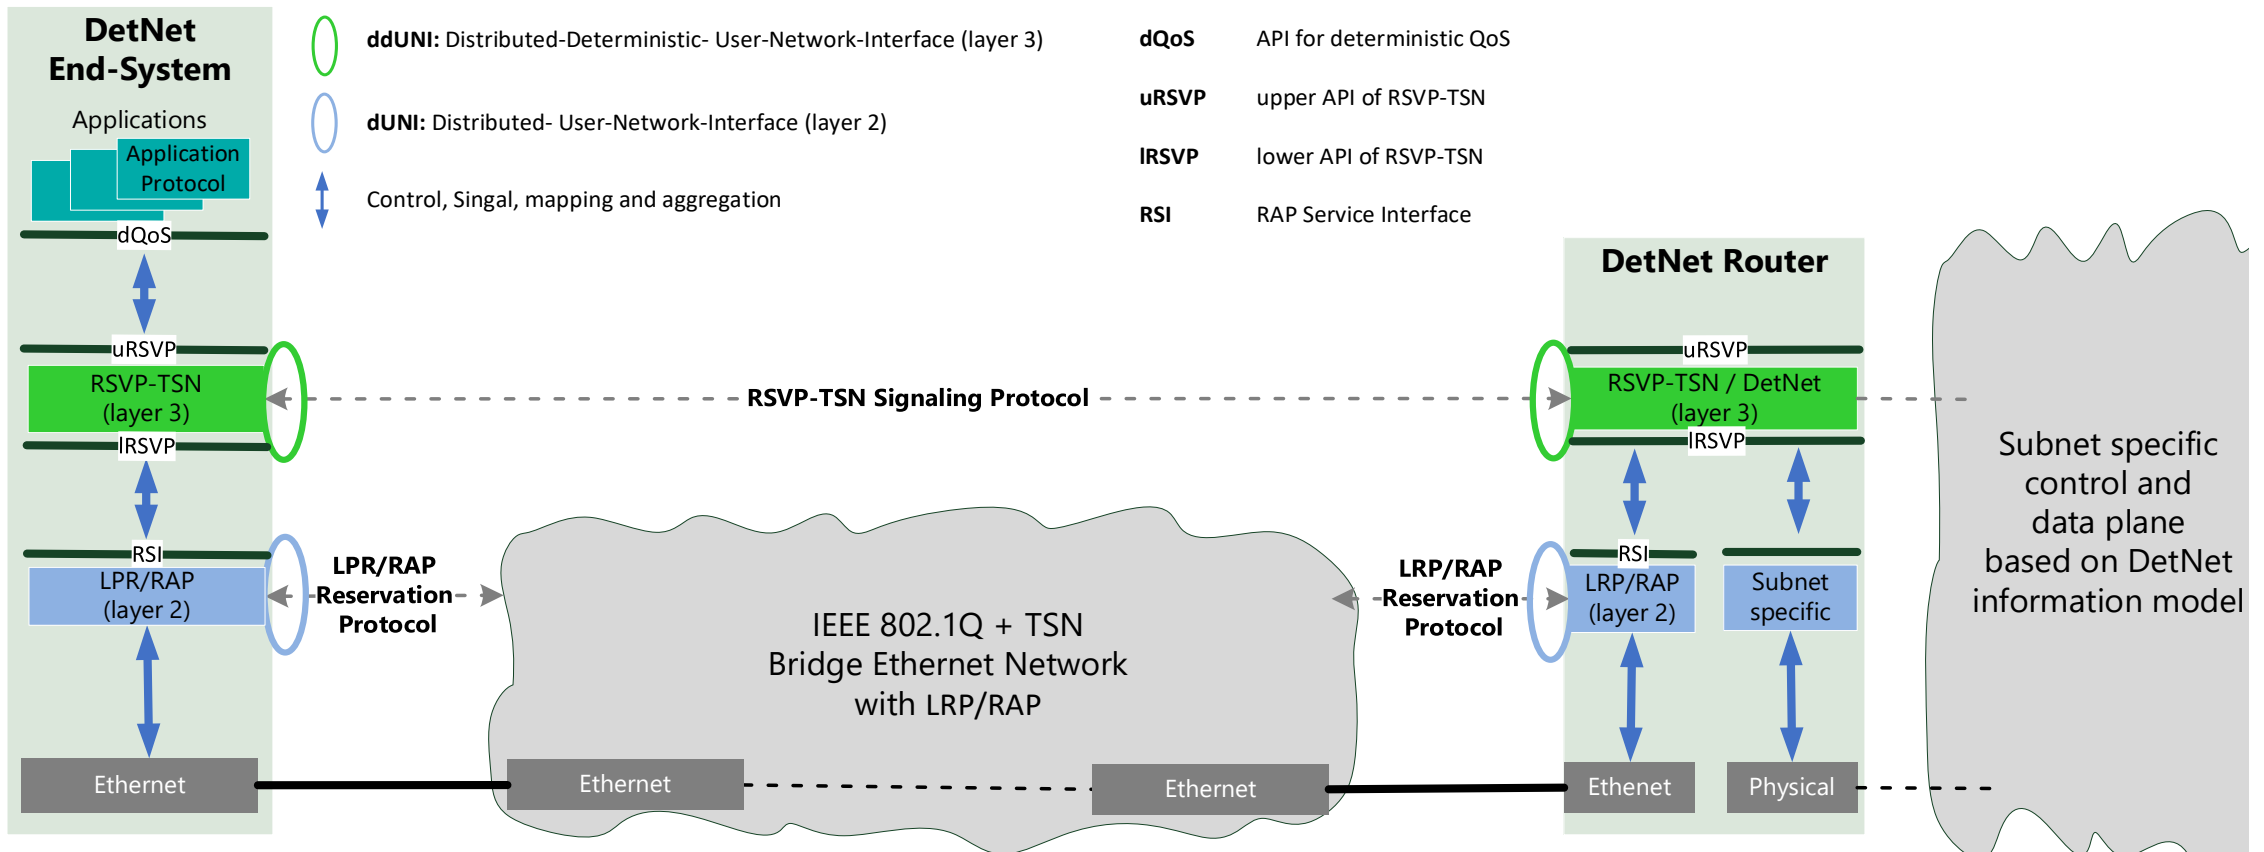 DetNet
End-System
Applications
Application
Protocol
dQoS
uRSVP
RSVP-TSN
(layer 3)
lRSVP
RSI
LPR/RAP
(layer 2)
Ethernet
ddUNI: Distributed-Deterministic- User-Network-Interface (layer 3)
dUNI: Distributed- User-Network-Interface (layer 2)
Control, Singal, mapping and aggregation
dQoS API for deterministic QoS
uRSVP upper API of RSVP-TSN
lRSVP lower API of RSVP-TSN
RSI RAP Service Interface
RSVP-TSN Signaling Protocol
LPR/RAP
Reservation
Protocol
IEEE 802.1Q + TSN
Bridge Ethernet Network
with LRP/RAP
Ethernet
Ethernet
LRP/RAP
Reservation
Protocol
DetNet Router
uRSVP
RSVP-TSN / DetNet
(layer 3)
lRSVP
RSI
LRP/RAP
(layer 2)
Subnet
specific
Ethenet
Physical
Subnet specific
control and
data plane
based on DetNet
information model